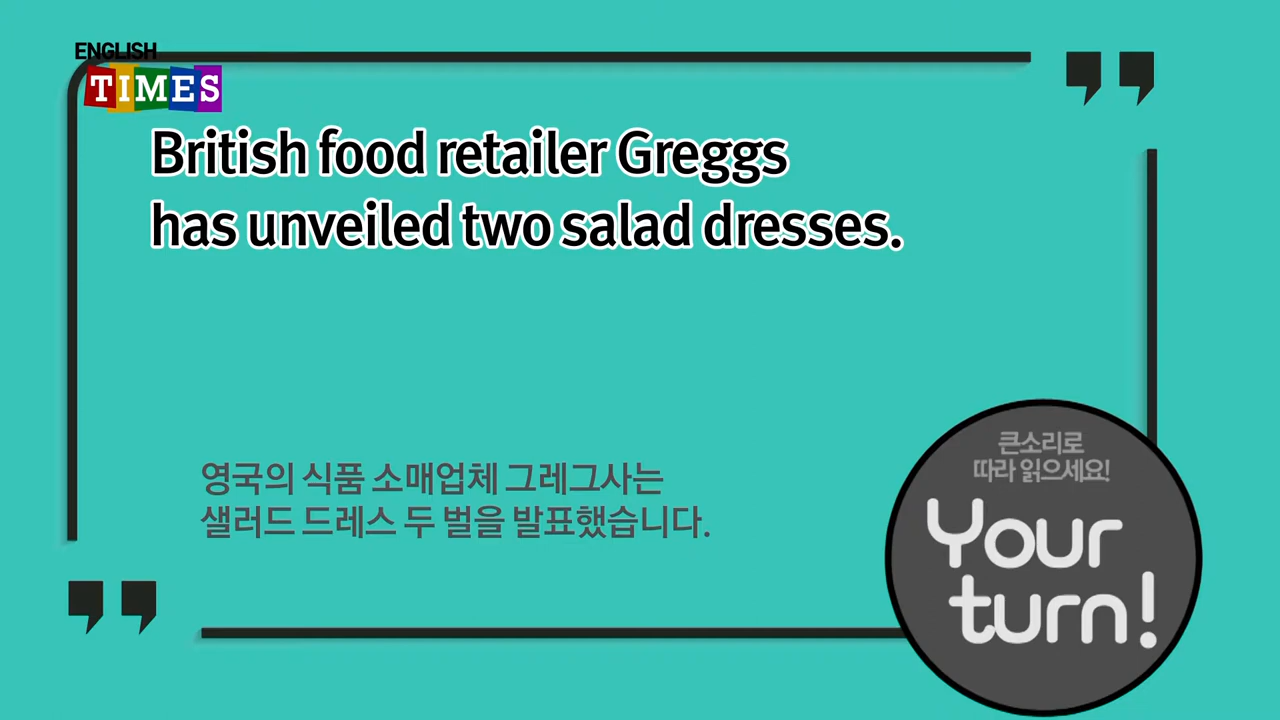 ENGLISH
TIMES
British food retailer Greggs
has unveiled two salad dresses.
영국의 식품 소매업체 그레그사는
샐러드 드레스 두 벌을 발표했습니다.
큰소리로
따라 읽으세요!
Your
turn!